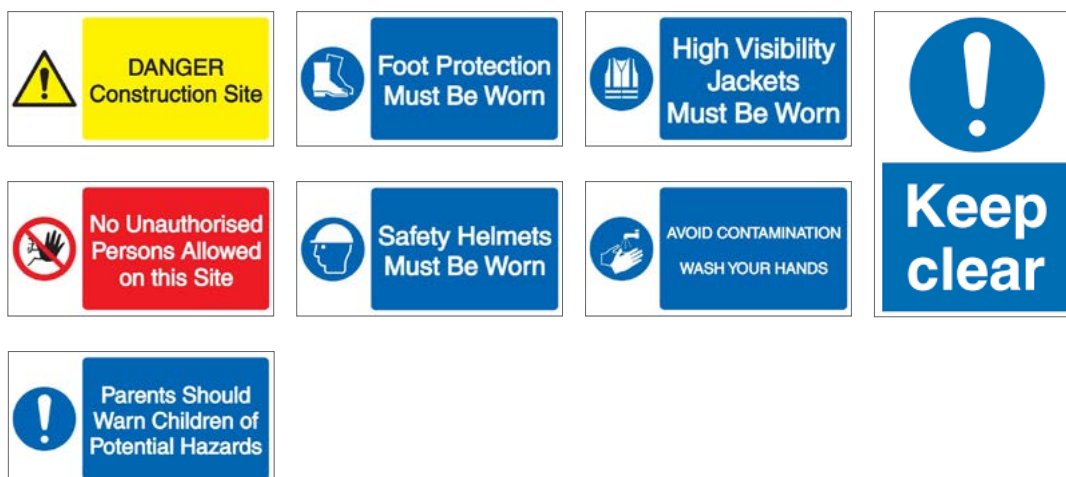 DANGER
Construction Site
Foot Protection
Must Be Worn
High Visibility
Jackets
Must Be Worn
Keep
clear
No Unauthorised
Persons Allowed
on this Site
Safety Helmets
Must Be Worn
AVOID CONTAMINATION
WASH YOUR HANDS
Parents Should
Warn Children of
Potential Hazards